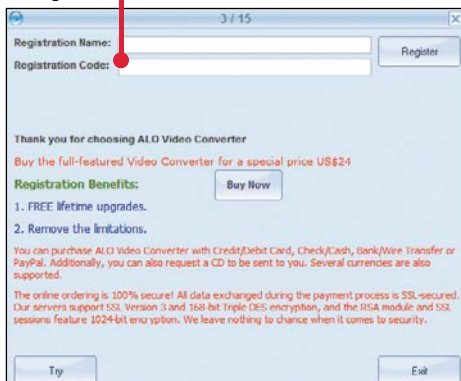 3 / 15
Registration Name:
Register
Registration Code:
Thank you for choosing ALO Video Converter
Buy the full-featured Video Converter for a special price US$24
Registration Benefits:
Buy Now
1. FREE lifetime upgrades.
2. Remove the limitations.
You can purchase ALO Video Converter with Credit/Debit Card, Check/Cash, Bank/Wire Transfer or
PayPal. Additionally, you can also request a CD to be sent to you. Several currencies are also
supported.
The online ordering is 100% secure! All data exchanged during the payment process is SSL-secured.
Our servers support SSL Version 3 and 168-bit Triple DES encryption, and the RSA module and SSL
sessions feature 1024-bit encryption. We leave nothing to chance when it comes to security.
Try
Exit